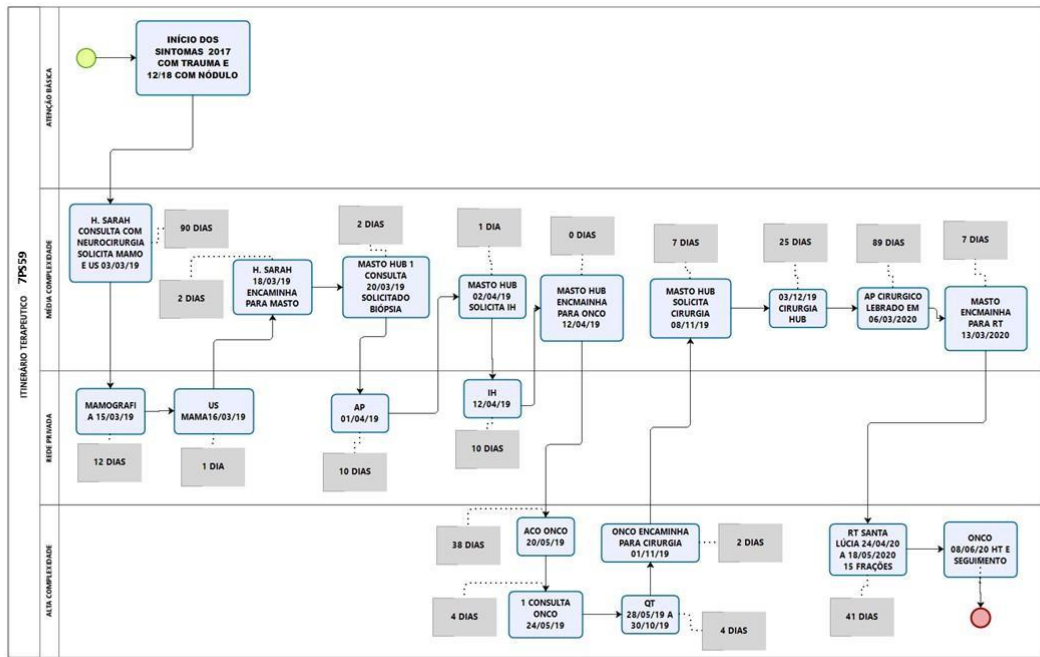 ITINERÁRIO TERAPEUTICO 7PS59
ATENÇÃO BÁSICA
INÍCIO DOS
SINTOMAS 2017
COM TRAUMA E
12/18 COM NÓDULO
MÉDIA COMPLEXIDADE
H. SARAH
CONSULTA COM
NEUROCIRURGIA
SOLICITA MAMO
E US 03/03/19
90 DIAS
2 DIAS
H. SARAH
18/03/19
ENCAMINHA
PARA MASTO
2 DIAS
MASTO HUB 1
CONSULTA
20/03/19
SOLICITADO
BIÓPSIA
1 DIA
MASTO HUB
02/04/19
SOLICITA IH
0 DIAS
MASTO HUB
ENCMAINHA
PARA ONCO
12/04/19
7 DIAS
MASTO HUB
SOLICITA
CIRURGIA
08/11/19
25 DIAS
03/12/19
CIRURGIA
HUB
89 DIAS
AP CIRURGICO
LEBRADO EM
06/03/2020
7 DIAS
MASTO
ENCMAINHA
PARA RT
13/03/2020
REDE PRIVADA
MAMOGRAFI
A 15/03/19
12 DIAS
US
MAMA16/03/19
1 DIA
AP
01/04/19
10 DIAS
IH
12/04/19
10 DIAS
ALTA COMPLEXIDADE
ACO ONCO
20/05/19
38 DIAS
1 CONSULTA
ONCO
24/05/19
4 DIAS
ONCO ENCAMINHA
PARA CIRURGIA
01/11/19
2 DIAS
QT
28/05/19 A
30/10/19
4 DIAS
RT SANTA
LÚCIA 24/04/20
A 18/05/2020
15 FRAÇÕES
41 DIAS
ONCO
08/06/20 HT E
SEGUIMENTO